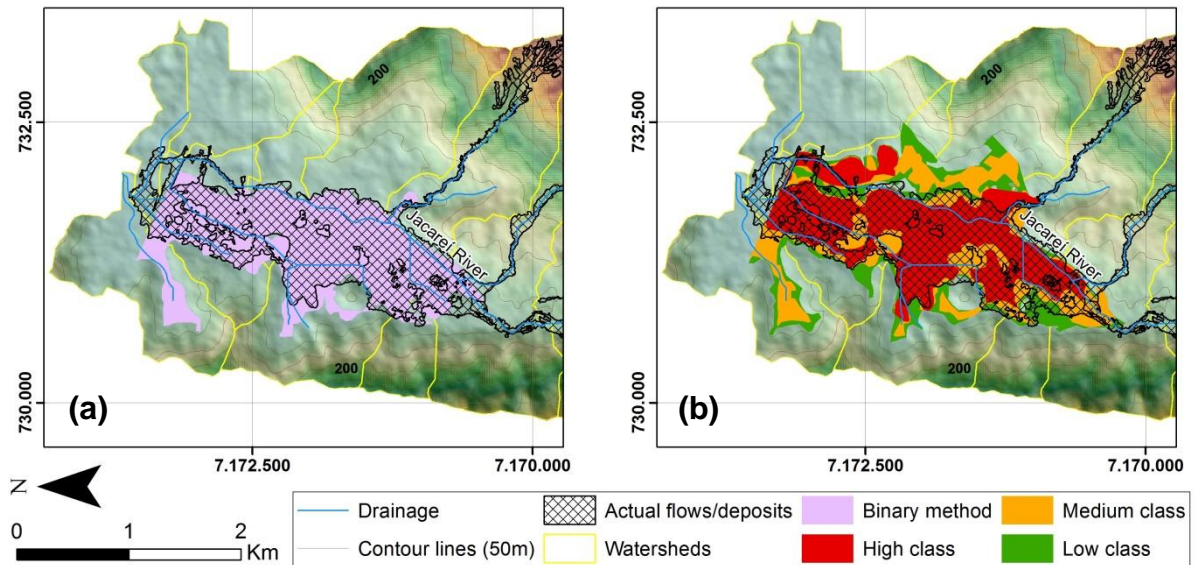 200
732.500
Jacareí River
200
730.000
(a)
7.172.500
7.170.000
200
732.500
Jacareí River
200
730.000
(b)
7.172.500
7.170.000
N
0 1 2
Km
Drainage
Actual flows/deposits
Binary method
Medium class
Contour lines (50m)
Watersheds
High class
Low class